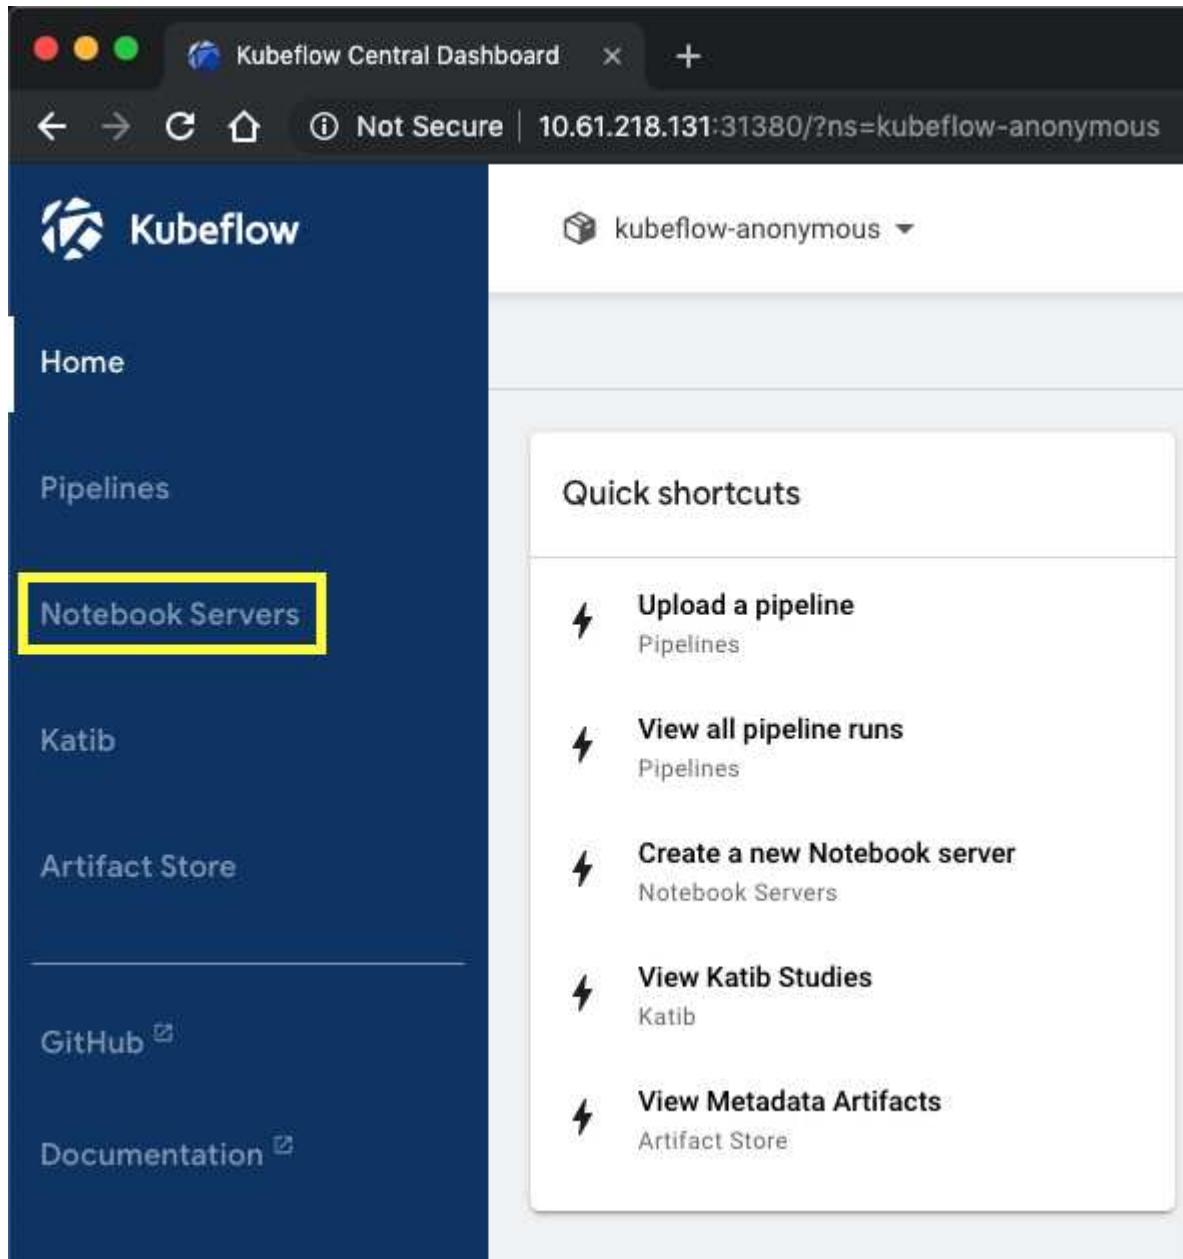 Kubeflow Central Dashboard
Not Secure | 10.61.218.131:31380/?ns=kubeflow-anonymous
Kubeflow
kubeflow-anonymous
Home
Pipelines
Notebook Servers
Katib
Artifact Store
GitHub
Documentation
Quick shortcuts
Upload a pipeline
Pipelines
View all pipeline runs
Pipelines
Create a new Notebook server
Notebook Servers
View Katib Studies
Katib
View Metadata Artifacts
Artifact Store